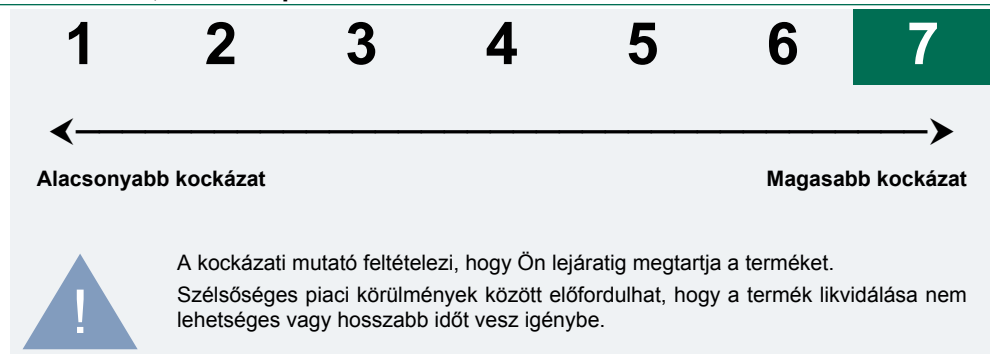 1 2 3 4 5 6 7
Alacsonyabb kockázat Magasabb kockázat
! A kockázati mutató feltételezi, hogy Ön lejáratig megtartja a terméket.
Szélsőséges piaci körülmények között előfordulhat, hogy a termék likvidálása nem
lehetséges vagy hosszabb időt vesz igénybe.